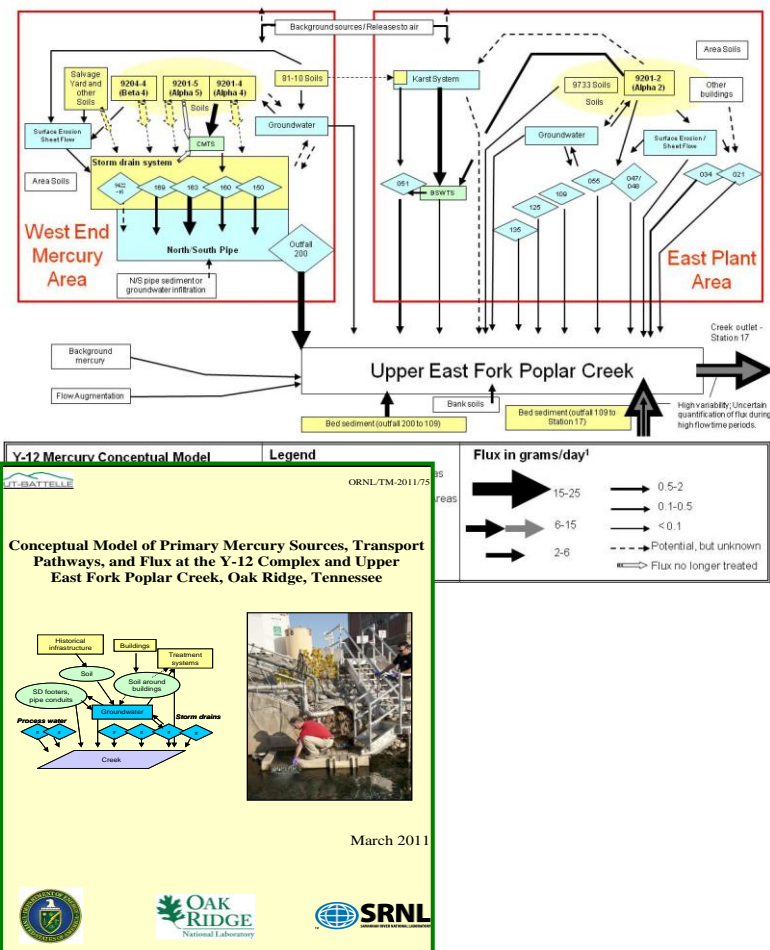 Background sources / Releases to air
Salvage
Yard and
other
Soils
9204-4
(Beta 4)
9201-5
(Alpha 5)
9201-4
(Alpha 4)
Soils
81-10 Soils
Groundwater
Surface Erosion
Sheet Flow
CMTS
Area Soils
Storm drain system
169
163
160
150
West End
Mercury
Area
North/South Pipe
Outfall
200
N/S pipe sediment or
groundwater infiltration
Karst System
051
BSWTS
9733 Soils
Soils
9201-2
(Alpha 2)
Area Soils
Other
buildings
Groundwater
Surface Erosion /
Sheet Flow
135
125
109
055
047/
048
034
021
East Plant
Area
Background
mercury
Flow Augmentation
Upper East Fork Poplar Creek
Creek outlet -
Station 17
Bed sediment (outfall 200 to 109)
Bank soils
Bed sediment (outfall 109 to
Station 17)
High variability; Uncertain
quantification of flux during
high flowtime periods.
Y-12 Mercury Conceptual Model
Legend
as
Areas
Flux in grams/day¹
15-25
6-15
2-6
0.5-2
0.1-0.5
<0.1
Potential, but unknown
Flux no longer treated
UT-BATTELLE
ORNL/TM-2011/75
Conceptual Model of Primary Mercury Sources, Transport
Pathways, and Flux at the Y-12 Complex and Upper
East Fork Poplar Creek, Oak Ridge, Tennessee
Historical
infrastructure
Buildings
Treatment
systems
Soil
Soil around
buildings
SD footers,
pipe conduits
Groundwater
Process water
Storm drains
Creek
March 2011
OAK
RIDGE
National Laboratory
SRNL
SAVANNAH RIVER NATIONAL LABORATORY